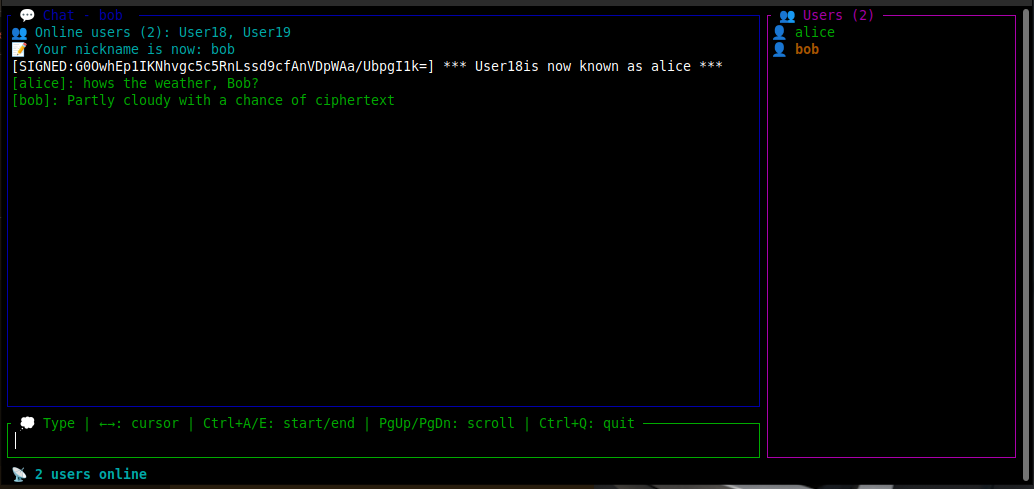 Chat - bob
Online users (2): User18, User19
Your nickname is now: bob
[SIGNED:G0OwhEp1IKNhvgc5c5RnLssd9cfAnVDpWAa/UbpgI1k=] *** User18is now known as alice ***
[alice]: hows the weather, Bob?
[bob]: Partly cloudy with a chance of ciphertext
Users (2)
alice
bob
Type | ←→: cursor | Ctrl+A/E: start/end | PgUp/PgDn: scroll | Ctrl+Q: quit
2 users online